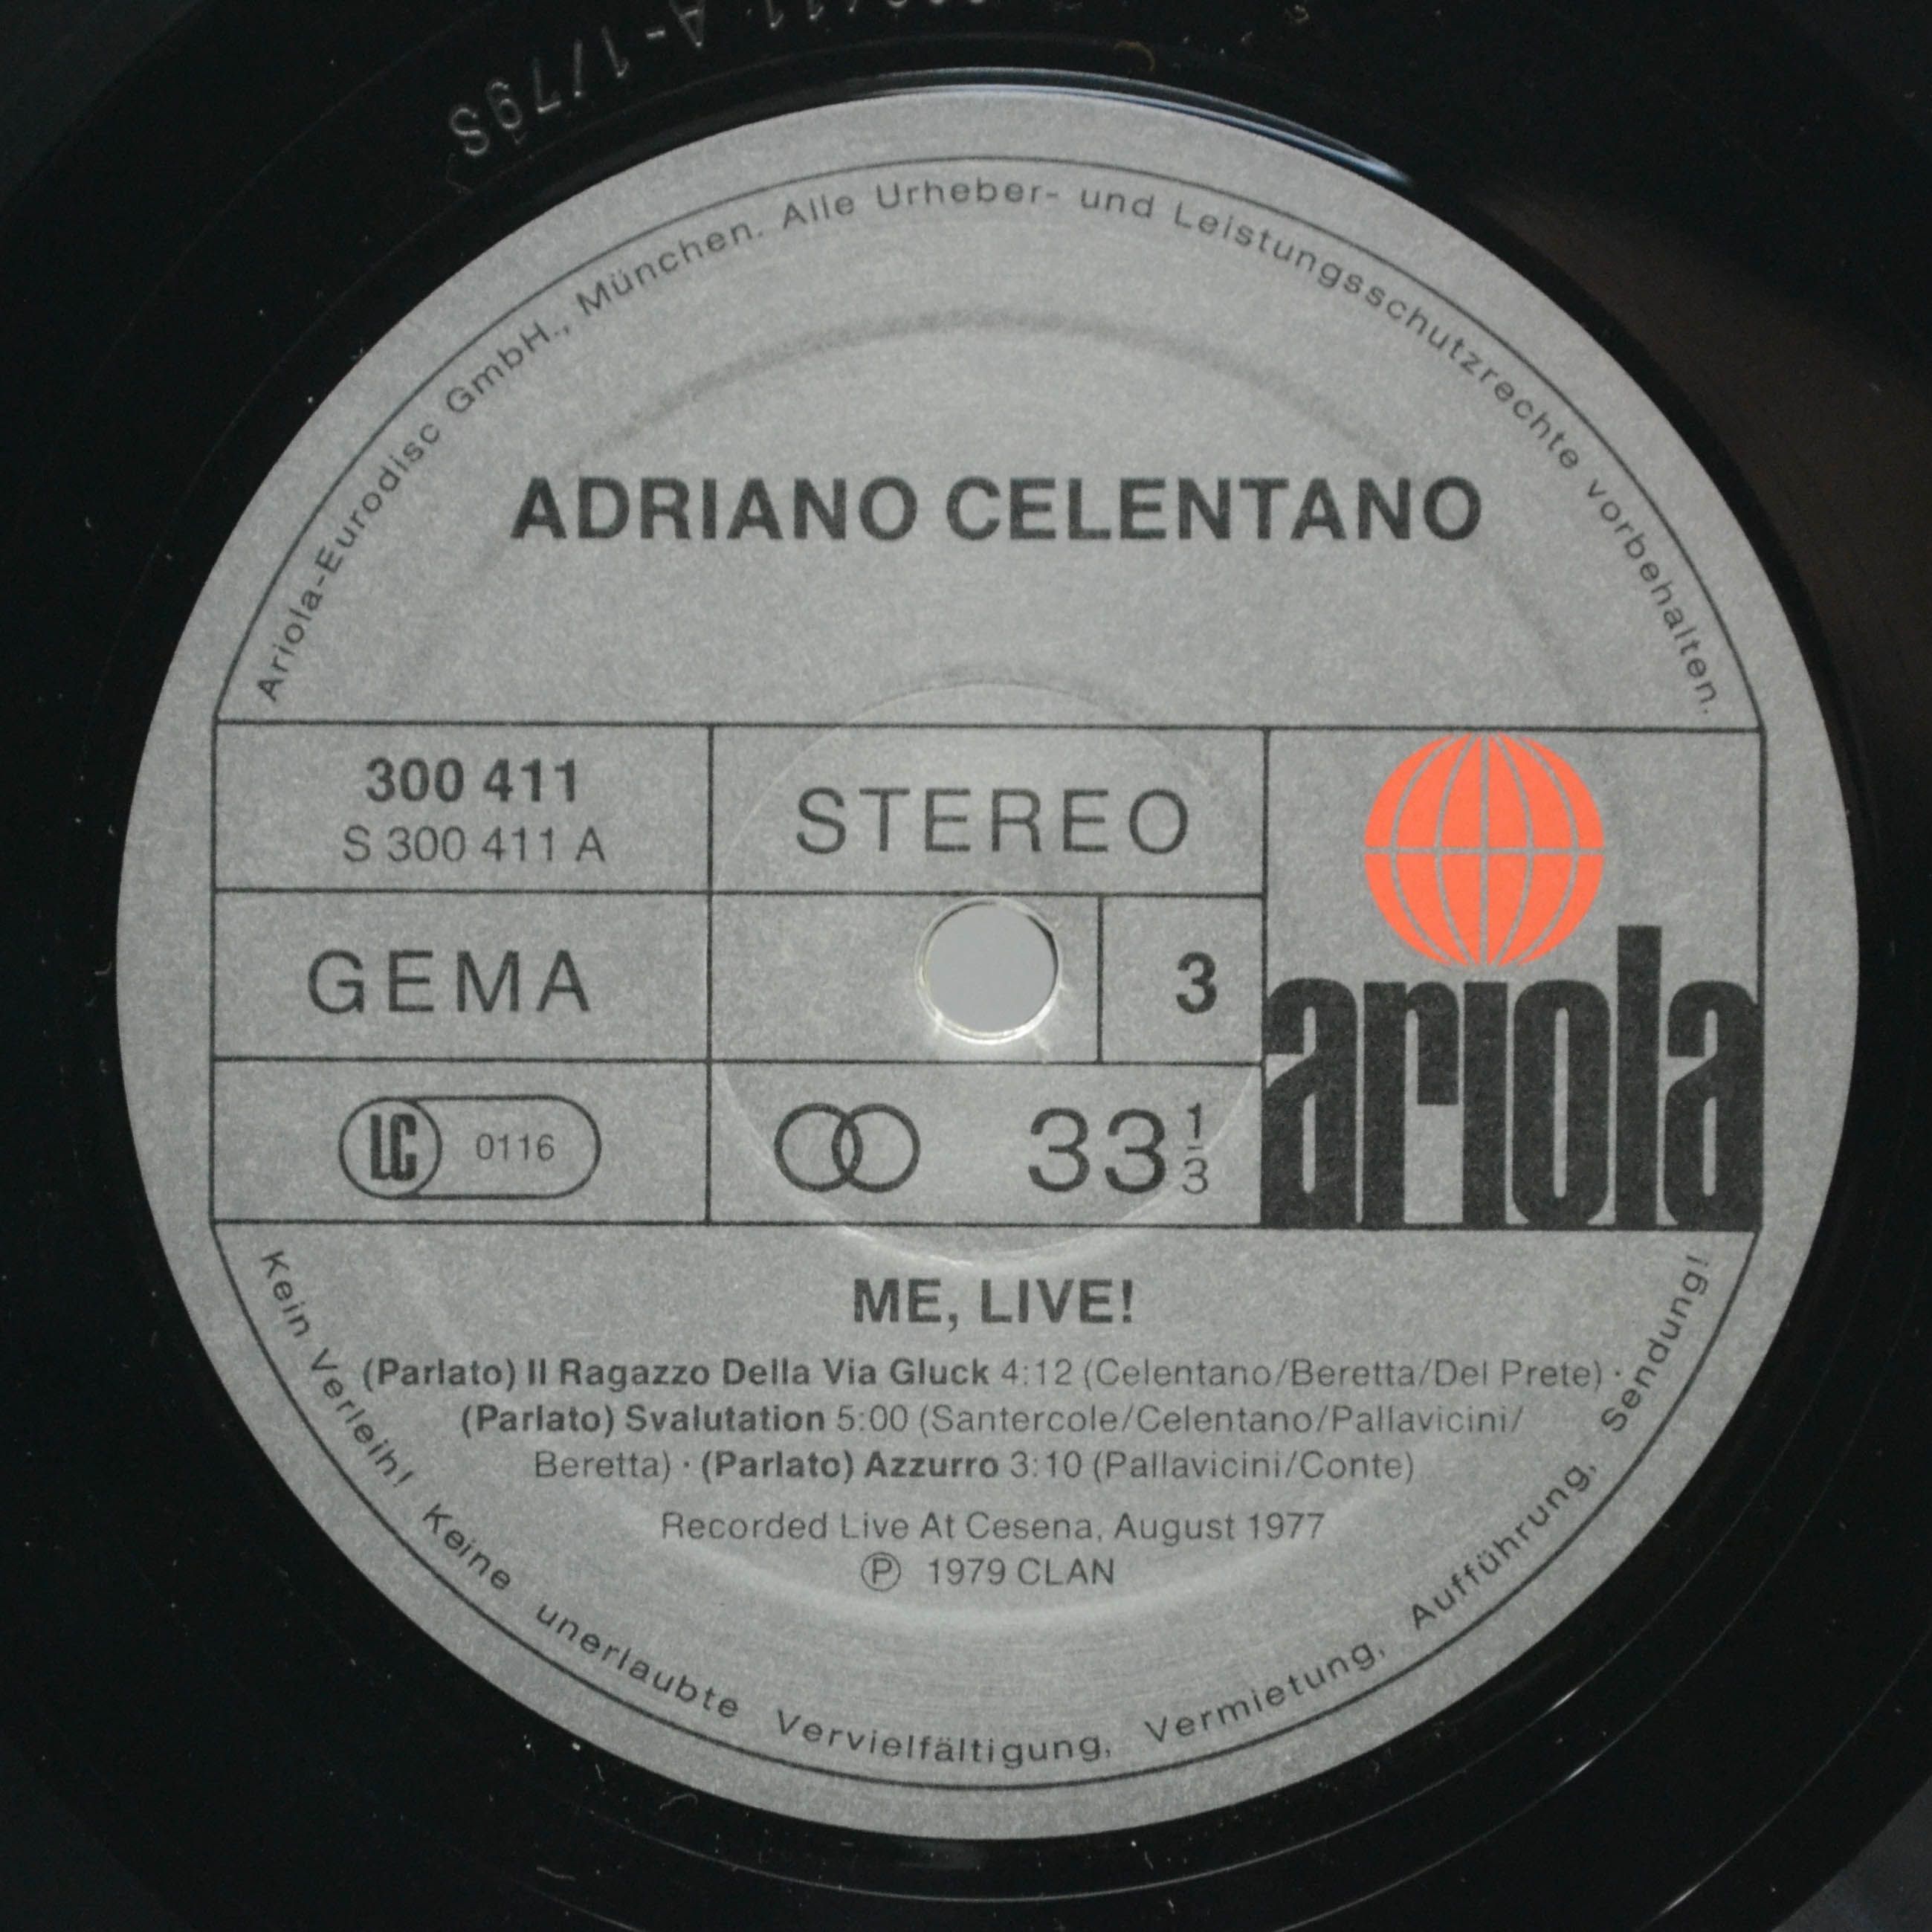 A-1/79S
Ariola-Eurodisc GmbH., München. Alle Urheber- und Leistungsschutzrechte vorbehalten.
ADRIANO CELENTANO
300 411
S 300 411 A
STEREO
GEMA
3
ariola
LC 0116
33 1/3
ME, LIVE!
(Parlato) Il Ragazzo Della Via Gluck 4:12 (Celentano/Beretta/Del Prete) ·
(Parlato) Svalutation 5:00 (Santercole/Celentano/Pallavicini/
Beretta) · (Parlato) Azzurro 3:10 (Pallavicini/Conte)
Recorded Live At Cesena, August 1977
Ⓟ 1979 CLAN
Kein Verleih! Keine unerlaubte Vervielfältigung, Vermietung, Aufführung, Sendung!